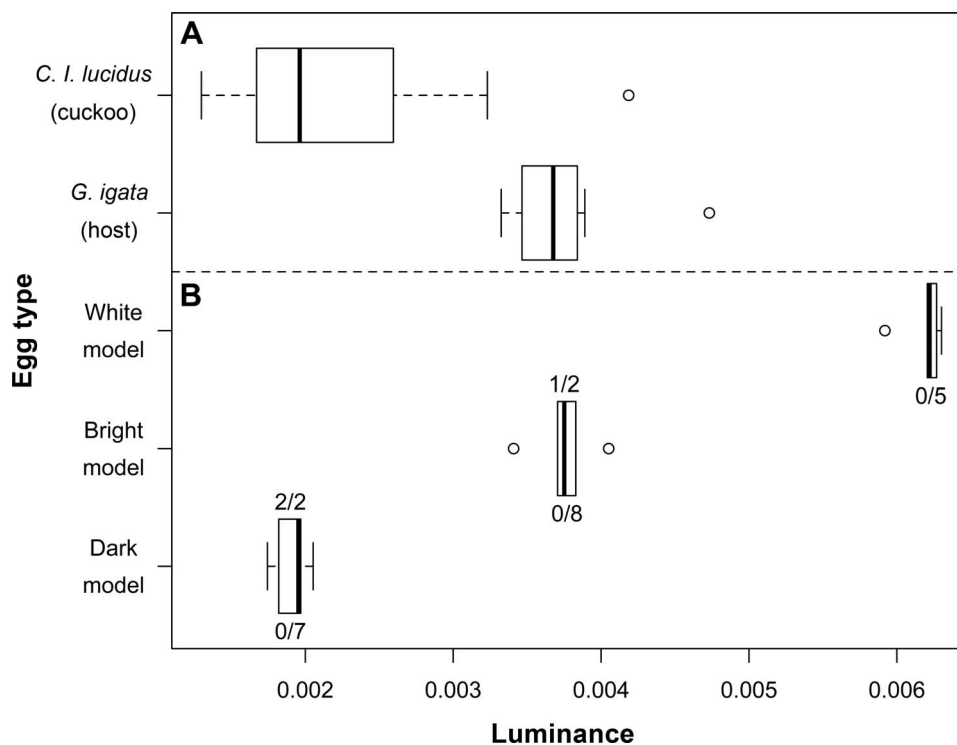 A
C. l. lucidus
(cuckoo)
G. igata
(host)
B
White
model
0/5
1/2
Bright
model
0/8
2/2
Dark
model
0/7
Egg type
0.002 0.003 0.004 0.005 0.006
Luminance